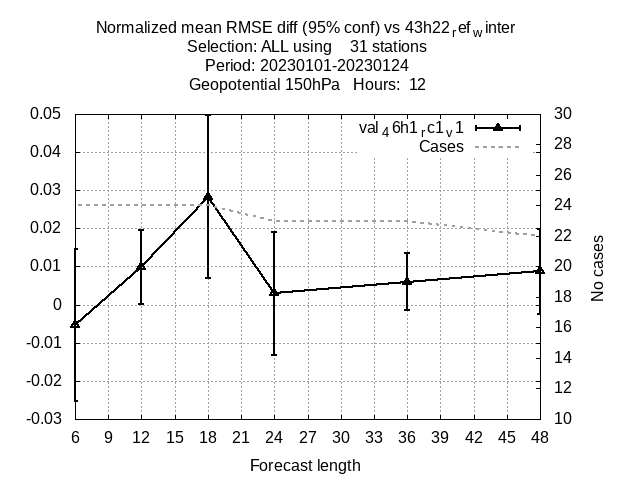 Normalized mean RMSE diff (95% conf) vs 43h22refwinter
Selection: ALL using    31 stations
Period: 20230101-20230124
Geopotential 150hPa   Hours:  12
val46h1rc1v1
Cases
0.05
0.04
0.03
0.02
0.01
0
-0.01
-0.02
-0.03
30
28
26
24
22
20
18
16
14
12
10
No cases
6 9 12 15 18 21 24 27 30 33 36 39 42 45 48
Forecast length